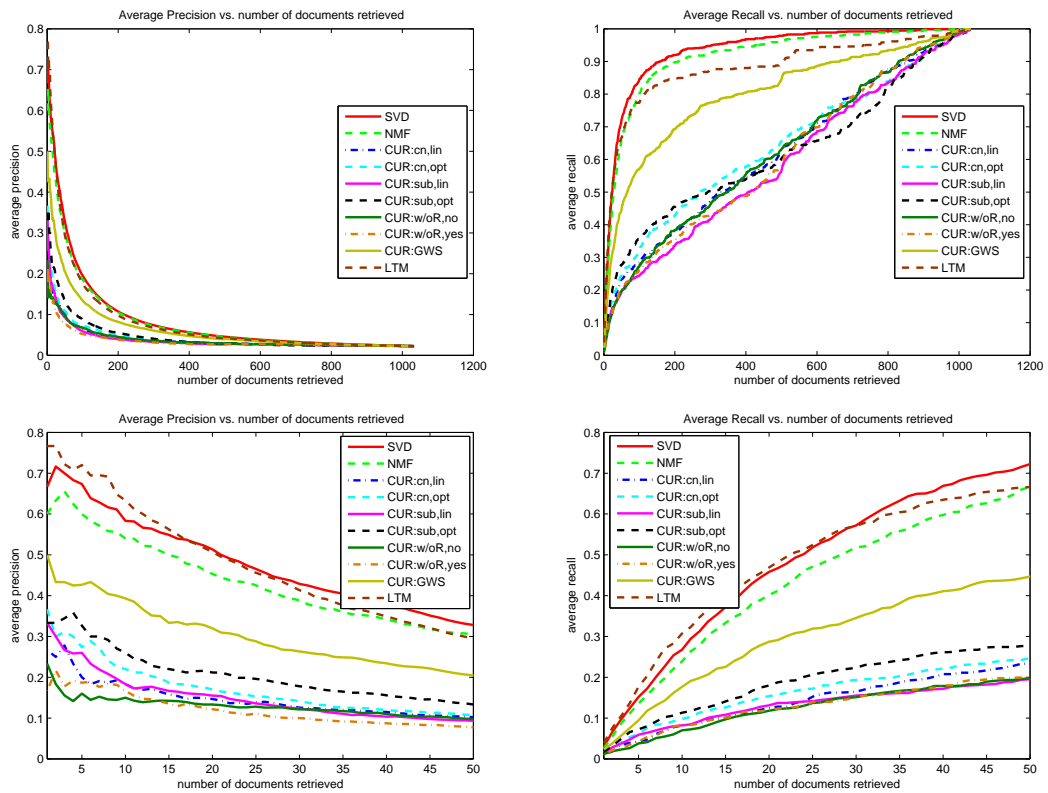 Average Precision vs. number of documents retrieved
0.8
0.7
0.6
0.5
0.4
0.3
0.2
0.1
0
average precision
SVD
NMF
CUR:cn,lin
CUR:cn,opt
CUR:sub,lin
CUR:sub,opt
CUR:w/oR,no
CUR:w/oR,yes
CUR:GWS
LTM
0 200 400 600 800 1000 1200
number of documents retrieved
Average Recall vs. number of documents retrieved
1
0.9
0.8
0.7
0.6
0.5
0.4
0.3
0.2
0.1
0
average recall
SVD
NMF
CUR:cn,lin
CUR:cn,opt
CUR:sub,lin
CUR:sub,opt
CUR:w/oR,no
CUR:w/oR,yes
CUR:GWS
LTM
0 200 400 600 800 1000 1200
number of documents retrieved
Average Precision vs. number of documents retrieved
0.8
0.7
0.6
0.5
0.4
0.3
0.2
0.1
0
average precision
SVD
NMF
CUR:cn,lin
CUR:cn,opt
CUR:sub,lin
CUR:sub,opt
CUR:w/oR,no
CUR:w/oR,yes
CUR:GWS
LTM
5 10 15 20 25 30 35 40 45 50
number of documents retrieved
Average Recall vs. number of documents retrieved
0.8
0.7
0.6
0.5
0.4
0.3
0.2
0.1
0
average recall
SVD
NMF
CUR:cn,lin
CUR:cn,opt
CUR:sub,lin
CUR:sub,opt
CUR:w/oR,no
CUR:w/oR,yes
CUR:GWS
LTM
5 10 15 20 25 30 35 40 45 50
number of documents retrieved